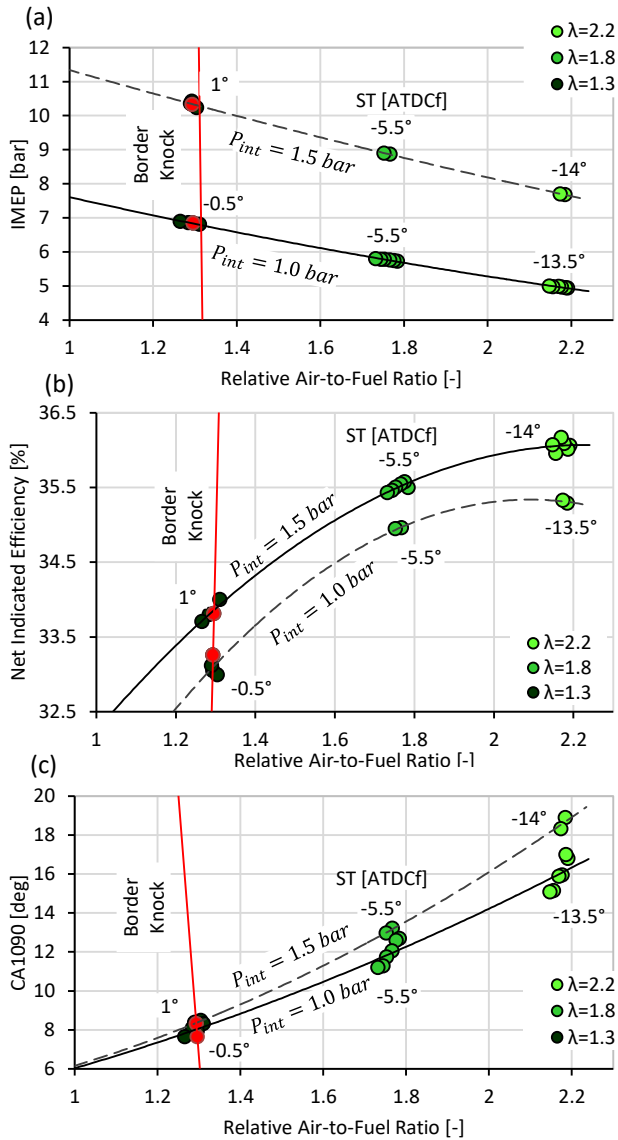 (a)
12
11
10
9
8
7
6
5
4
IMEP [bar]
Border
Knock
1°
-0.5°
ST [ATDCf]
-5.5°
-5.5°
-14°
-13.5°
P_int = 1.5 bar
P_int = 1.0 bar
λ=2.2
λ=1.8
λ=1.3
1 1.2 1.4 1.6 1.8 2 2.2
Relative Air-to-Fuel Ratio [-]
(b)
37
35.5
34
32.5
Net Indicated Efficiency [%]
Border
Knock
ST [ATDCf]
-14°
-5.5°
-13.5°
-5.5°
1°
-0.5°
P_int = 1.5 bar
P_int = 1.0 bar
λ=2.2
λ=1.8
λ=1.3
1 1.2 1.4 1.6 1.8 2 2.2
Relative Air-to-Fuel Ratio [-]
(c)
20
18
16
14
12
10
8
6
CA1090 [deg]
Border
Knock
-14°
ST [ATDCf]
-5.5°
-13.5°
-5.5°
1°
-0.5°
P_int = 1.5 bar
P_int = 1.0 bar
λ=2.2
λ=1.8
λ=1.3
1 1.2 1.4 1.6 1.8 2 2.2
Relative Air-to-Fuel Ratio [-]